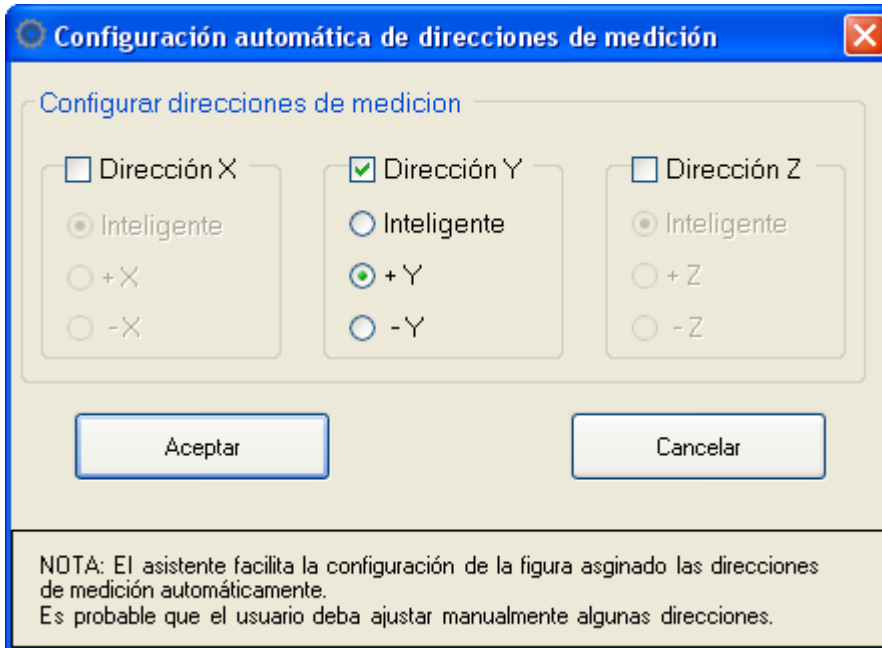 Configuración automática de direcciones de medición
Configurar direcciones de medicion
Dirección X
Inteligente
+ X
- X
Dirección Y
Inteligente
+ Y
- Y
Dirección Z
Inteligente
+ Z
- Z
Aceptar
Cancelar
NOTA: El asistente facilita la configuración de la figura asginado las direcciones
de medición automáticamente.
Es probable que el usuario deba ajustar manualmente algunas direcciones.